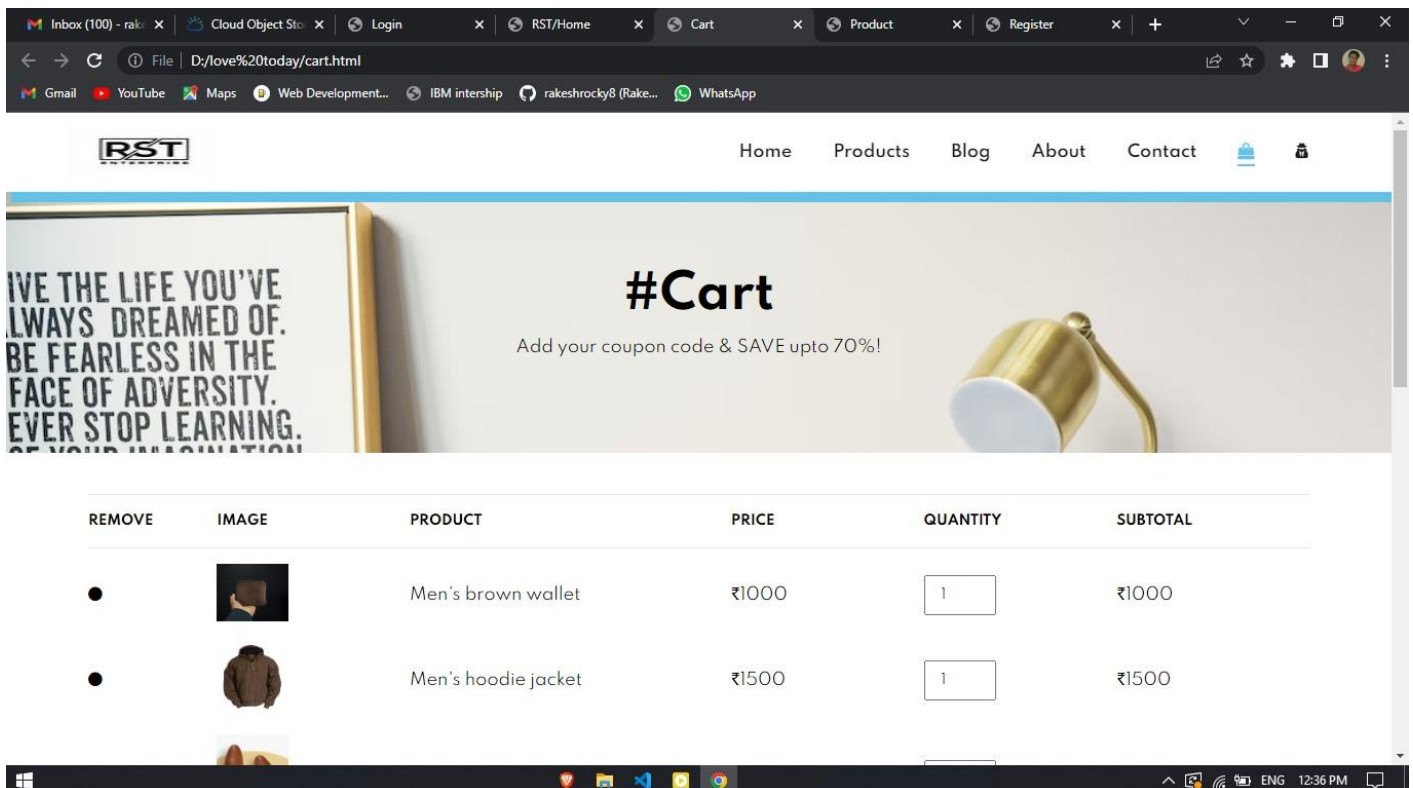 Inbox (100) - rak
Cloud Object Sto
Login
RST/Home
Cart
Product
Register
File
D:/love%20today/cart.html
Gmail
YouTube
Maps
Web Development...
IBM intership
rakeshrocky8 (Rake...
WhatsApp
RST
ENTERPRISE
Home Products Blog About Contact
IVE THE LIFE YOU'VE
LWAYS DREAMED OF.
BE FEARLESS IN THE
FACE OF ADVERSITY.
EVER STOP LEARNING.
#Cart
Add your coupon code & SAVE upto 70%!
REMOVE IMAGE PRODUCT PRICE QUANTITY SUBTOTAL
Men's brown wallet ₹1000 1 ₹1000
Men's hoodie jacket ₹1500 1 ₹1500
ENG 12:36 PM